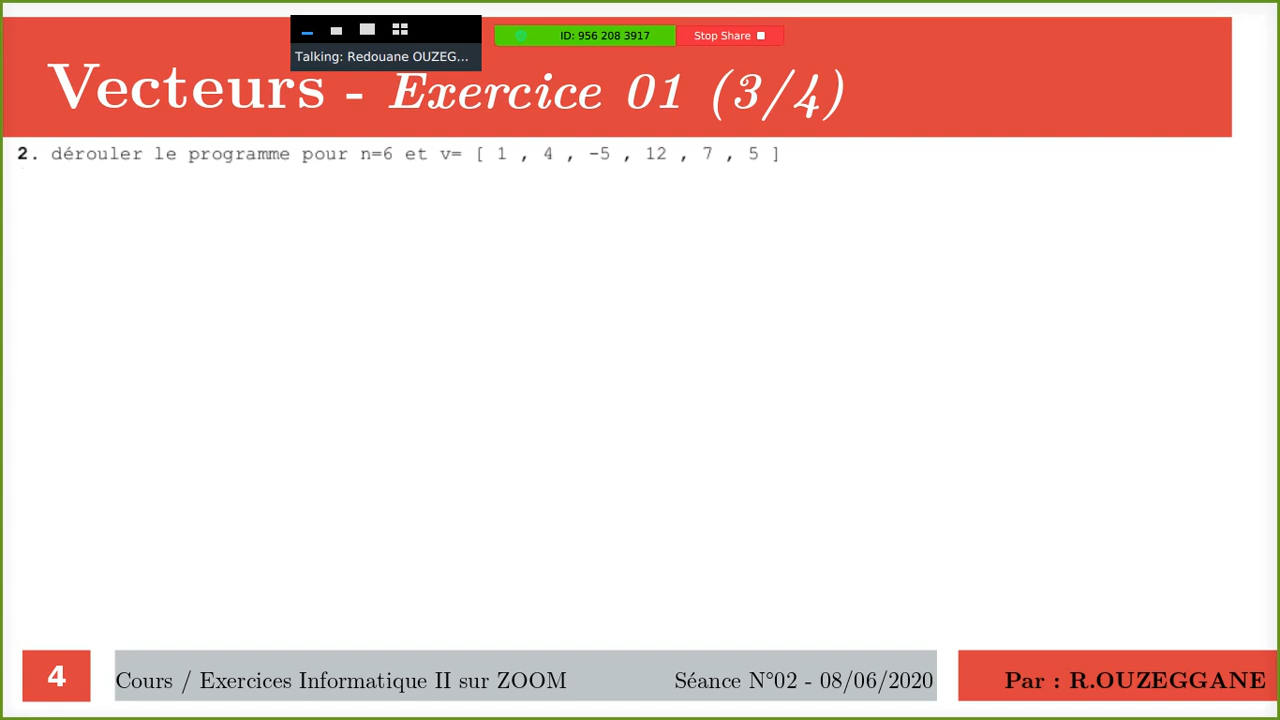 ID: 956 208 3917
Stop Share
Talking: Redouane OUZEG...
Vecteurs - Exercice 01 (3/4)
2. dérouler le programme pour n=6 et v= [ 1 , 4 , -5 , 12 , 7 , 5 ]
4
Cours / Exercices Informatique II sur ZOOM
Séance N°02 - 08/06/2020
Par : R.OUZEGGANE